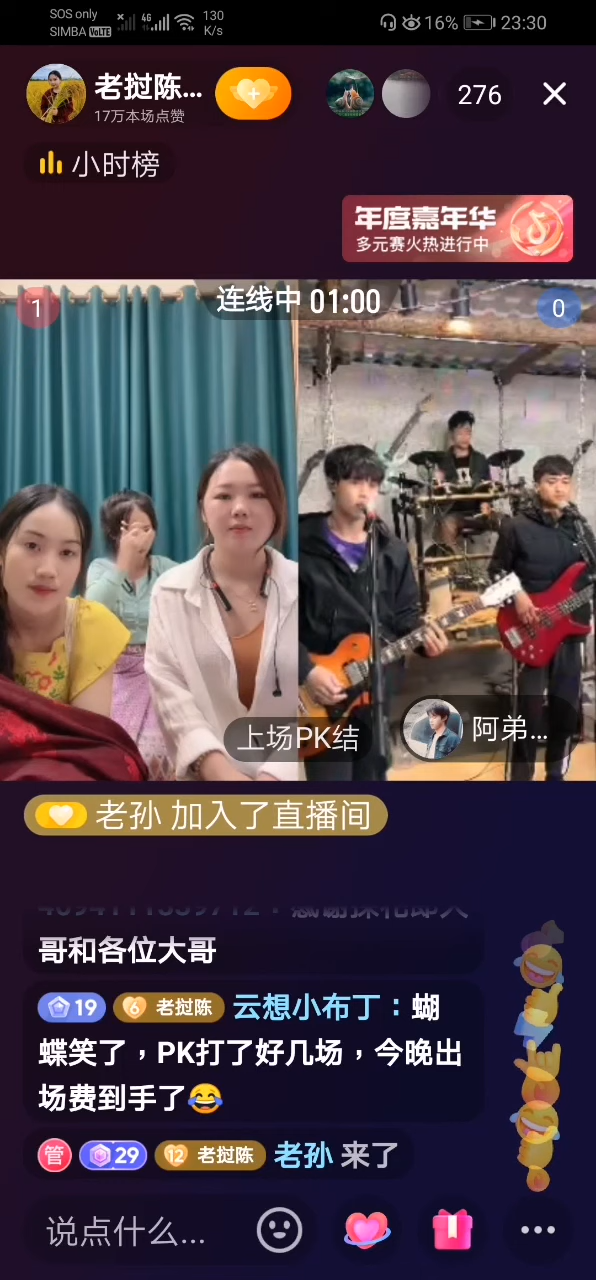 SOS only
SIMBA VoLTE
4G
130
K/s
16%
23:30
老挝陈...
17万本场点赞
276
小时榜
年度嘉年华
多元赛火热进行中
1
连线中 01:00
0
上场PK结
阿弟...
老孙 加入了直播间
哥和各位大哥
19 6 老挝陈 云想小布丁：蝴
蝶笑了，PK打了好几场，今晚出
场费到手了😂
管 29 12 老挝陈 老孙 来了
说点什么...